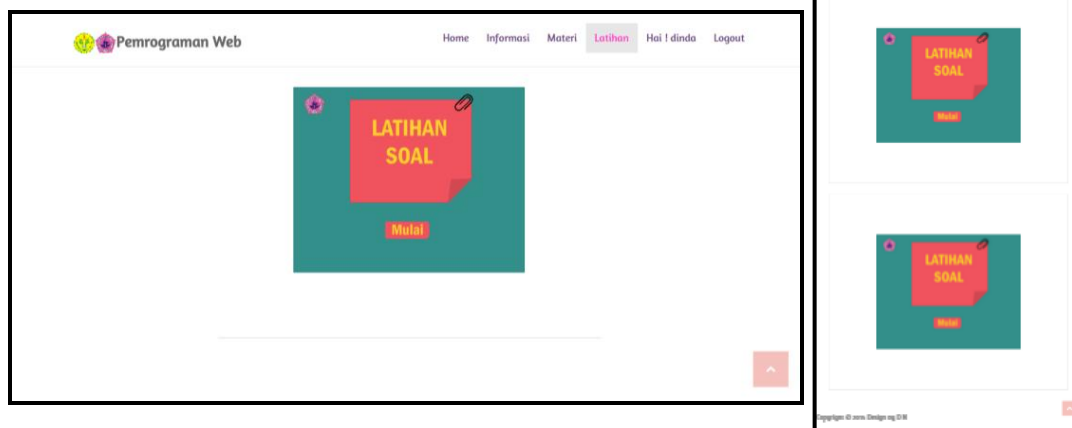 Pemrograman Web
Home Informasi Materi Latihan Hai ! dinda Logout
LATIHAN
SOAL
Mulai
LATIHAN
SOAL
Mulai
LATIHAN
SOAL
Mulai